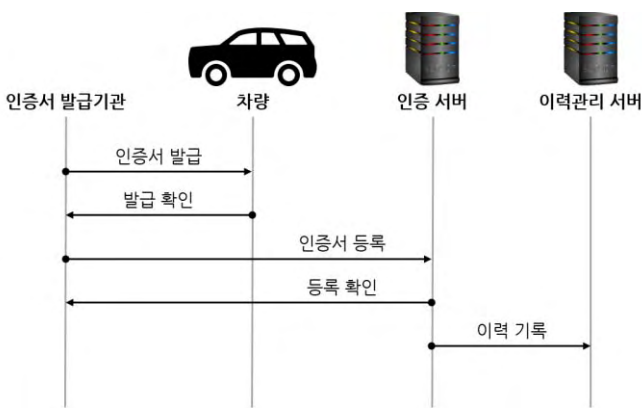 인증서 발급기관 차량 인증 서버 이력관리 서버
인증서 발급
발급 확인
인증서 등록
등록 확인
이력 기록